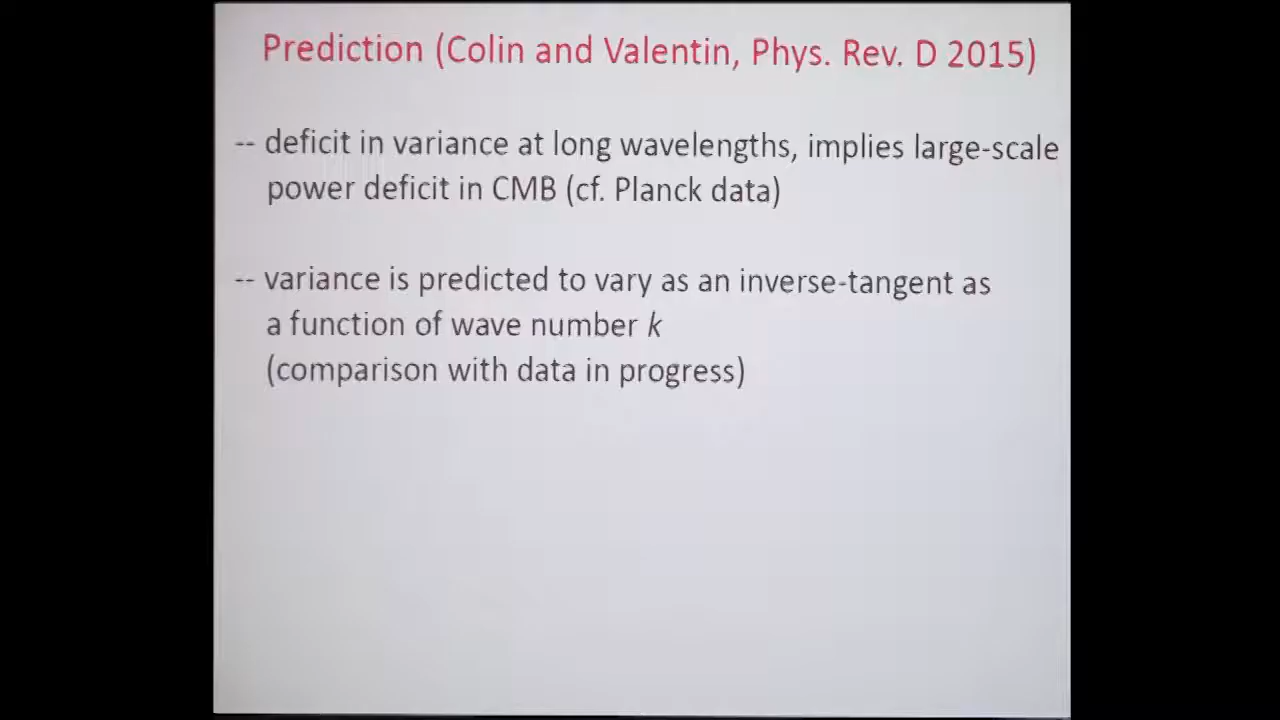 Prediction (Colin and Valentin, Phys. Rev. D 2015)
-- deficit in variance at long wavelengths, implies large-scale
power deficit in CMB (cf. Planck data)
-- variance is predicted to vary as an inverse-tangent as
a function of wave number k
(comparison with data in progress)